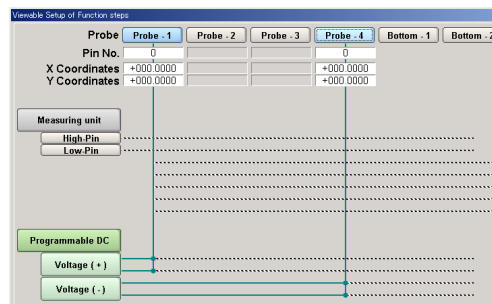 Viewable Setup of Function steps
Probe Probe - 1 Probe - 2 Probe - 3 Probe - 4 Bottom - 1 Bottom - 2
Pin No. 0 0
X Coordinates +000.0000 +000.0000
Y Coordinates +000.0000 +000.0000
Measuring unit
High-Pin
Low-Pin
Programmable DC
Voltage ( + )
Voltage ( - )